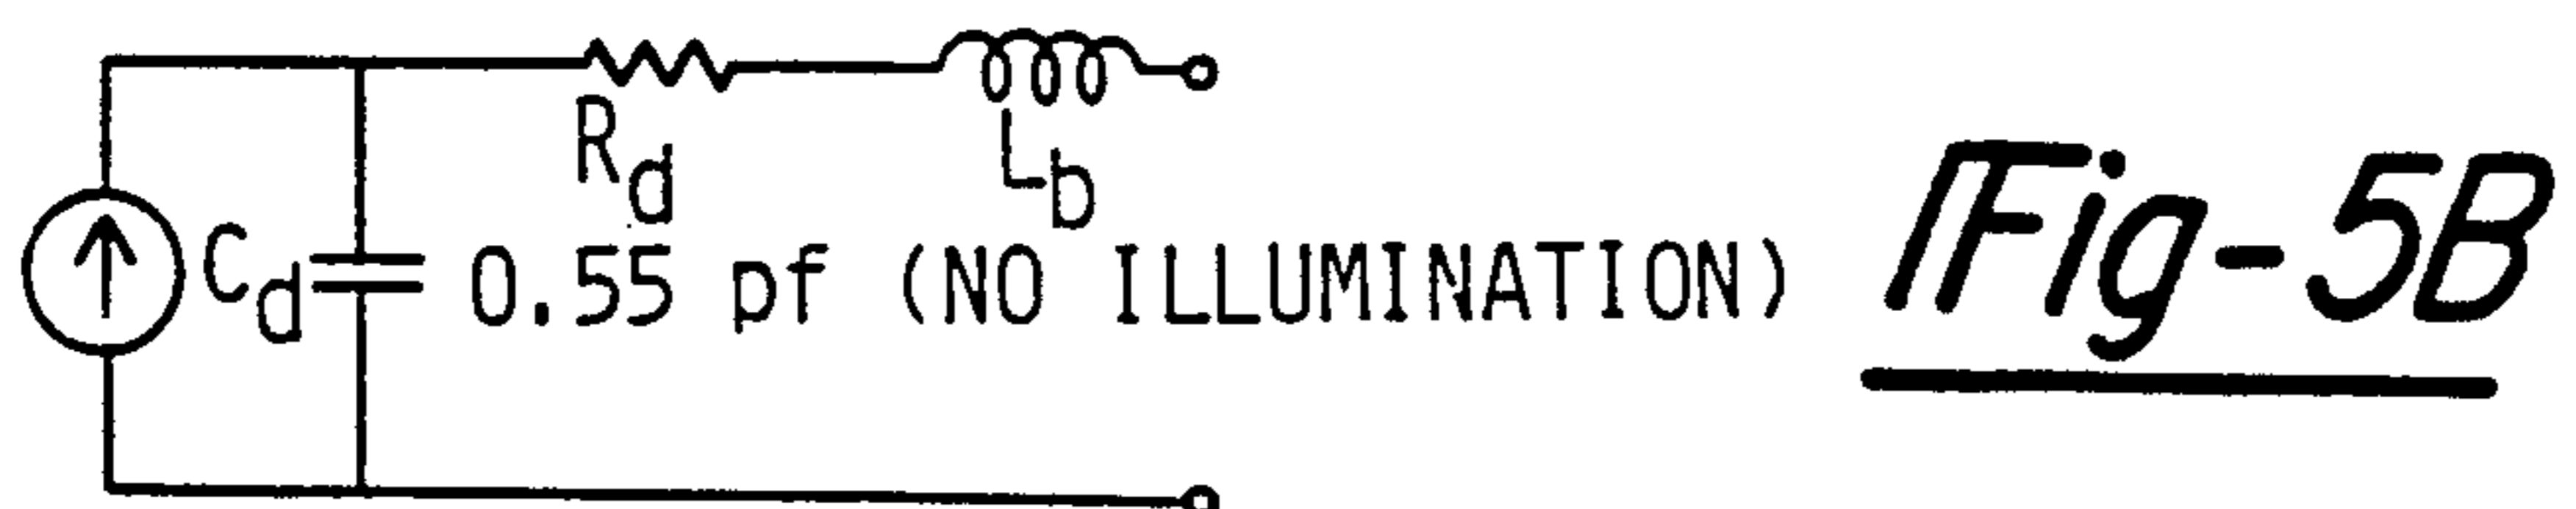 Rd
Lb
Cd 0.55 pf (NO ILLUMINATION)
Fig-5B